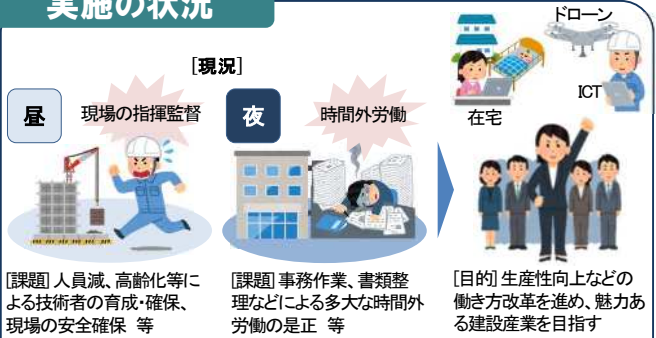 実施の状況
[現況]
昼
現場の指揮監督
夜
時間外労働
ドローン
ICT
在宅
[課題] 人員減、高齢化等に
よる技術者の育成・確保、
現場の安全確保 等
[課題] 事務作業、書類整
理などによる多大な時間外
労働の是正 等
[目的] 生産性向上などの
働き方改革を進め、魅力あ
る建設産業を目指す